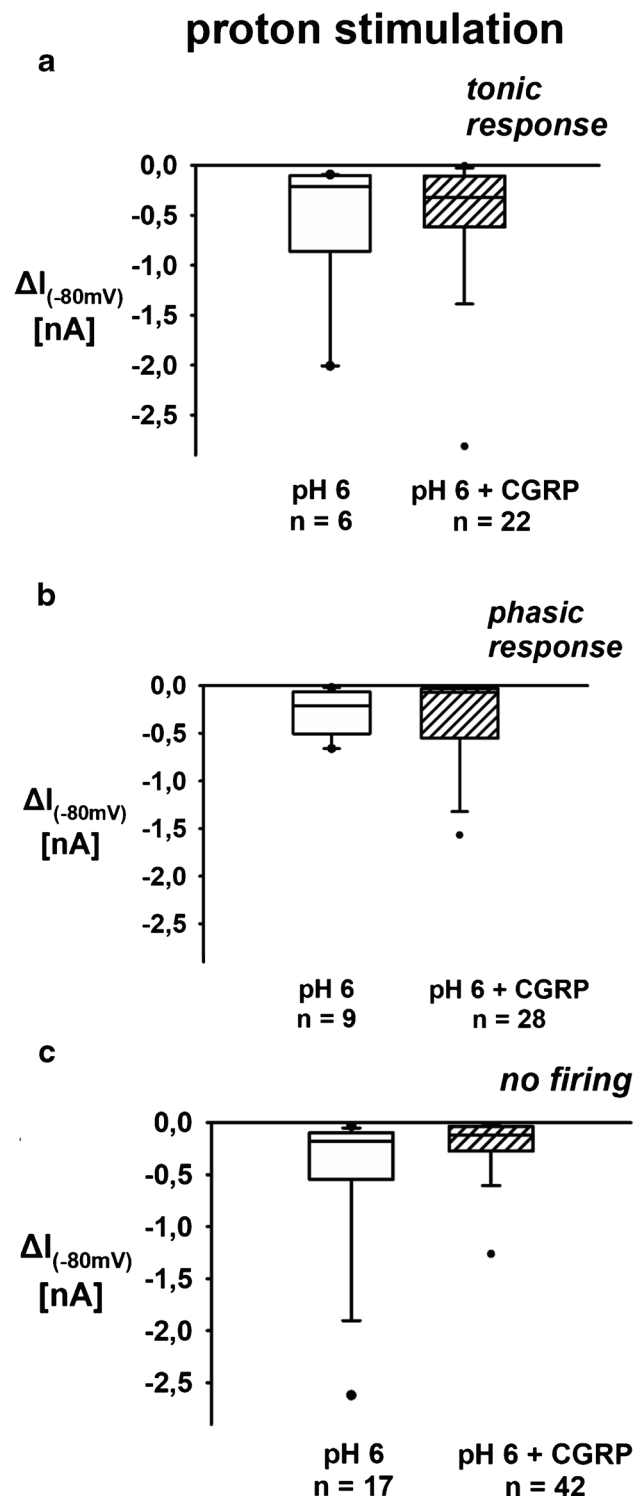 proton stimulation
a
tonic
response
0,0
-0,5
-1,0
-1,5
-2,0
-2,5
ΔI(-80mV)
[nA]
pH 6
n = 6
pH 6 + CGRP
n = 22
b
phasic
response
0,0
-0,5
-1,0
-1,5
-2,0
-2,5
ΔI(-80mV)
[nA]
pH 6
n = 9
pH 6 + CGRP
n = 28
c
no firing
0,0
-0,5
-1,0
-1,5
-2,0
-2,5
ΔI(-80mV)
[nA]
pH 6
n = 17
pH 6 + CGRP
n = 42